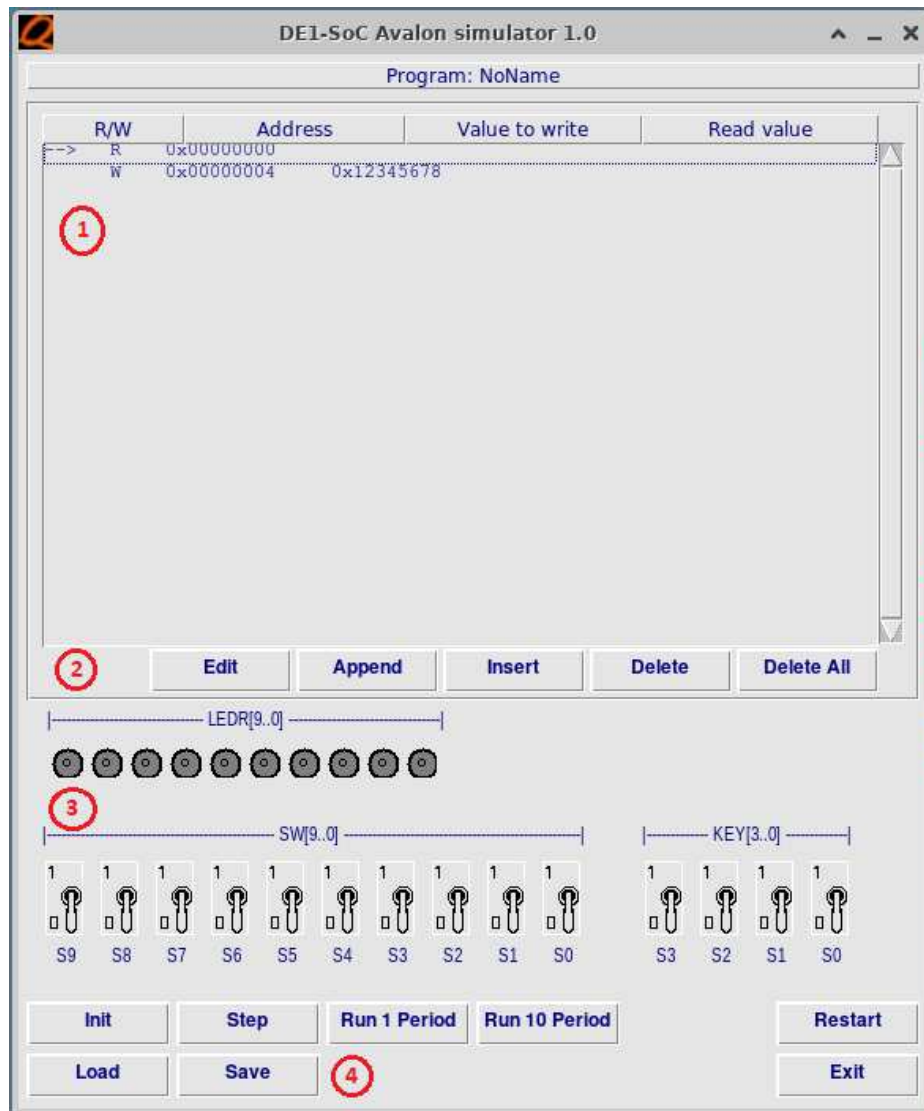 DE1-SoC Avalon simulator 1.0
Program: NoName
R/W Address Value to write Read value
--> R 0x00000000
W 0x00000004 0x12345678
1
2 Edit Append Insert Delete Delete All
|---- LEDR[9..0] ----|
3
|---- SW[9..0] ----| |---- KEY[3..0] ----|
1 1 1 1 1 1 1 1 1 1 1 1 1 1
0 0 0 0 0 0 0 0 0 0 0 0 0 0
S9 S8 S7 S6 S5 S4 S3 S2 S1 S0 S3 S2 S1 S0
Init Step Run 1 Period Run 10 Period Restart
Load Save 4 Exit